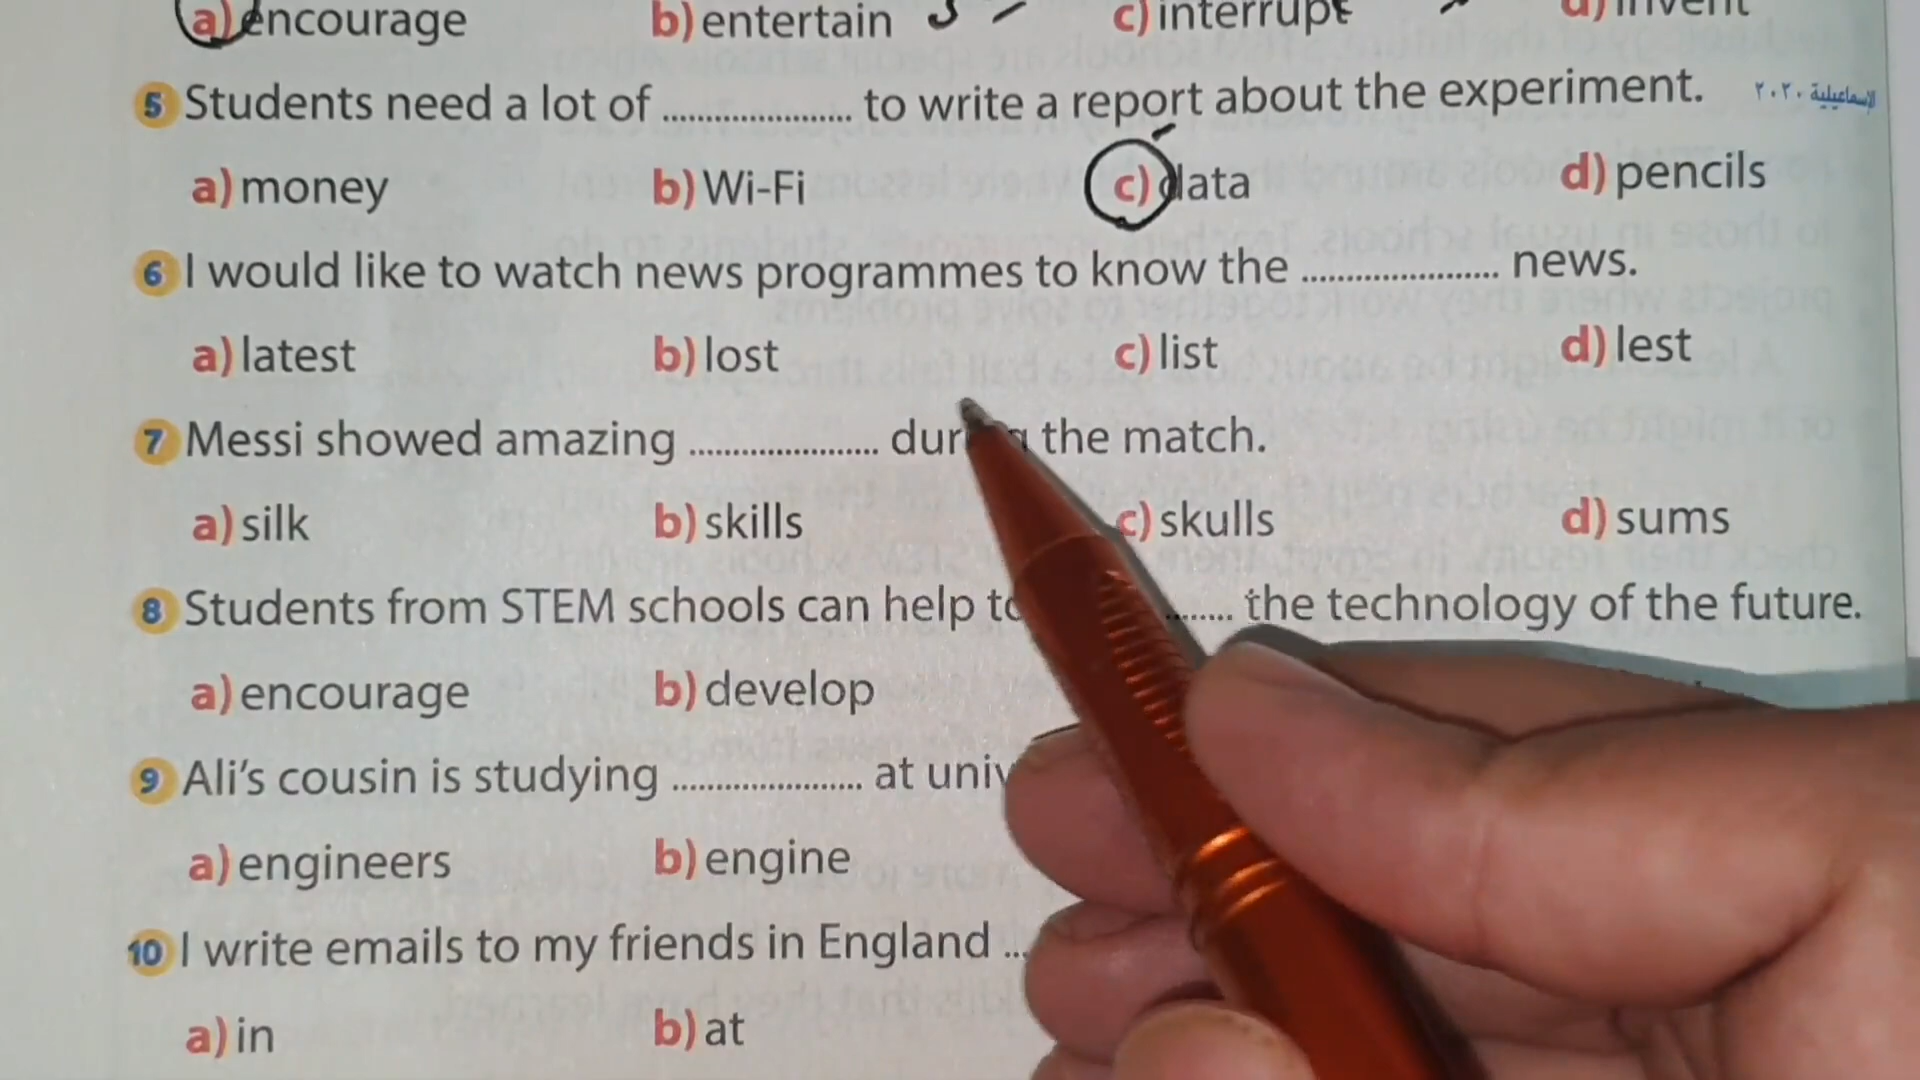 a) encourage b) entertain c) interrupt d) invent
5 Students need a lot of ..................... to write a report about the experiment. الإسماعيلية ٢٠٢٠
a) money b) Wi-Fi c) data d) pencils
6 I would like to watch news programmes to know the ..................... news.
a) latest b) lost c) list d) lest
7 Messi showed amazing ..................... the match.
a) silk b) skills c) skulls d) sums
8 Students from STEM schools can help ........ the technology of the future.
a) encourage b) develop
9 Ali's cousin is studying ..................... at
a) engineers b) engine
10 I write emails to my friends in England ...
a) in b) at